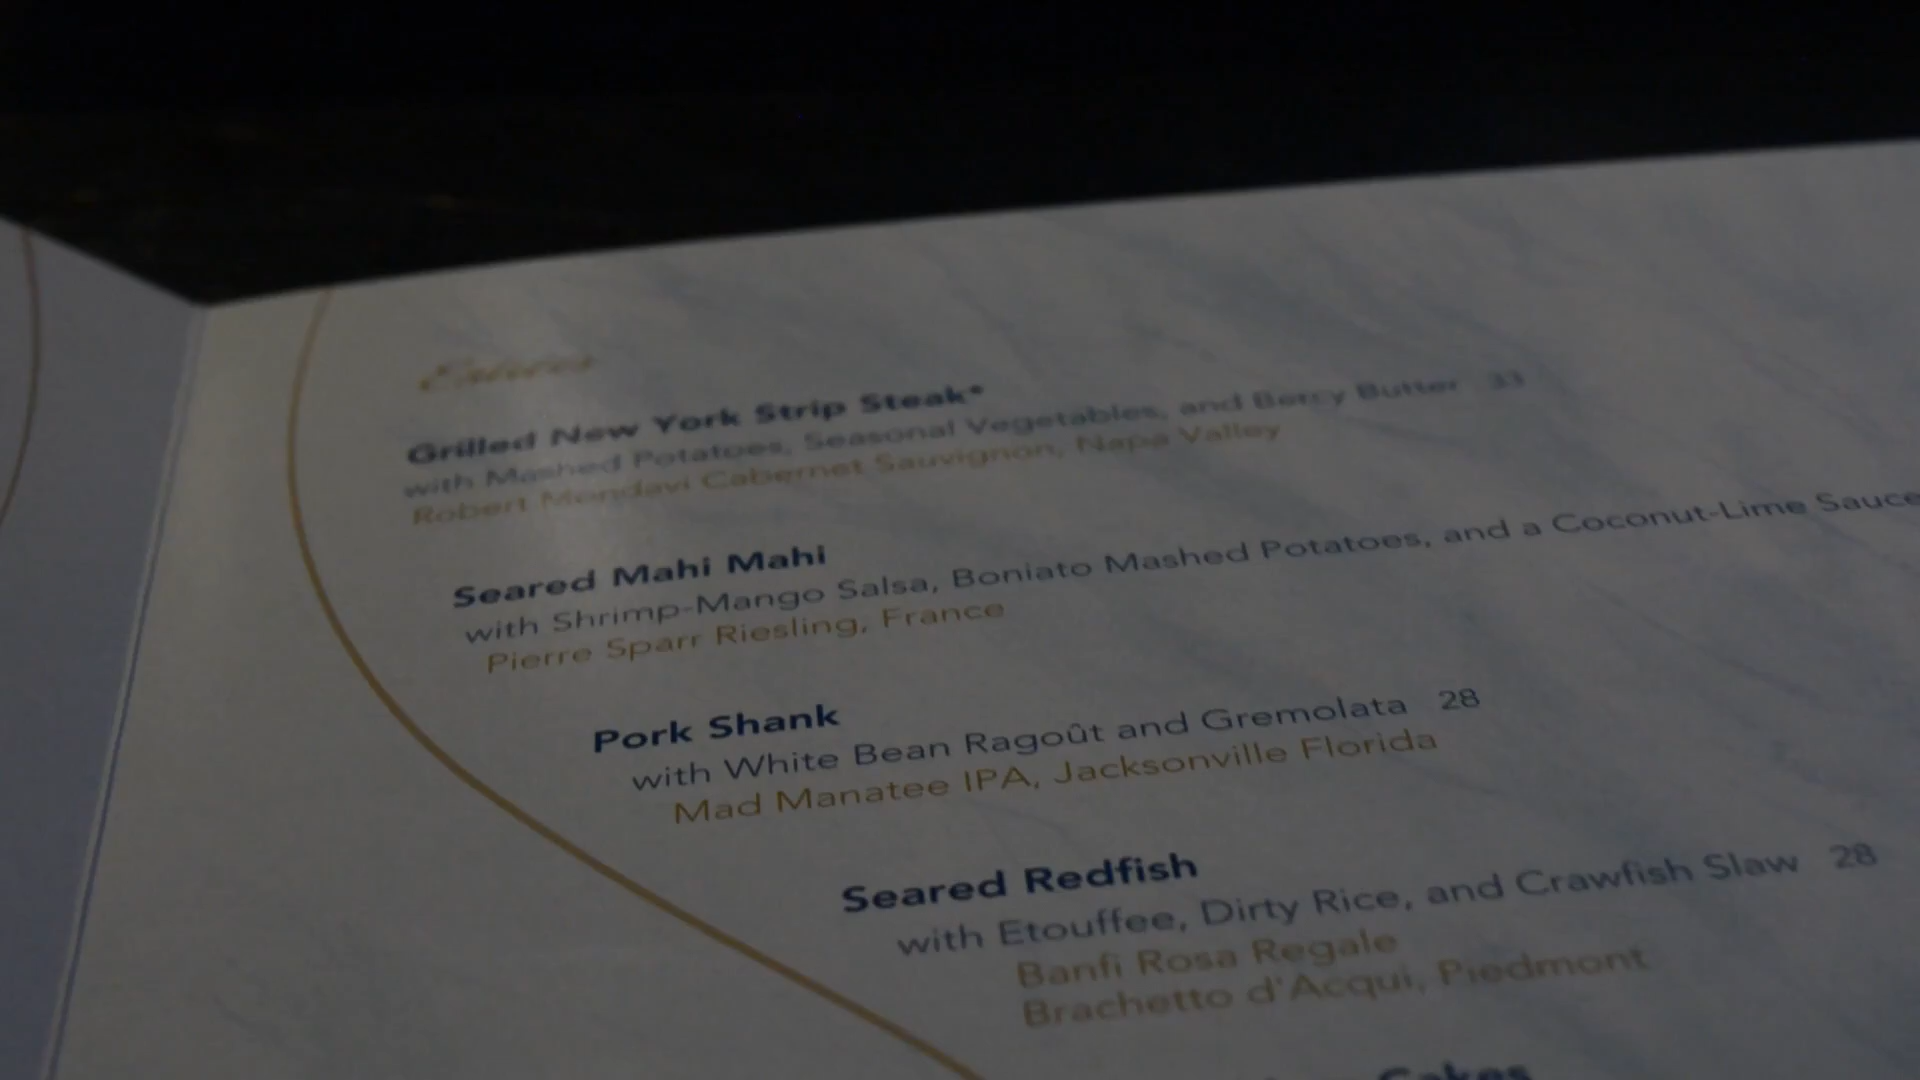 Entrées
Grilled New York Strip Steak*
with Mashed Potatoes, Seasonal Vegetables, and Bercy Butter 33
Robert Mondavi Cabernet Sauvignon, Napa Valley
Seared Mahi Mahi
with Shrimp-Mango Salsa, Boniato Mashed Potatoes, and a Coconut-Lime Sauce
Pierre Sparr Riesling, France
Pork Shank
with White Bean Ragoût and Gremolata 28
Mad Manatee IPA, Jacksonville Florida
Seared Redfish
with Etouffee, Dirty Rice, and Crawfish Slaw 28
Banfi Rosa Regale
Brachetto d'Acqui, Piedmont
Cakes